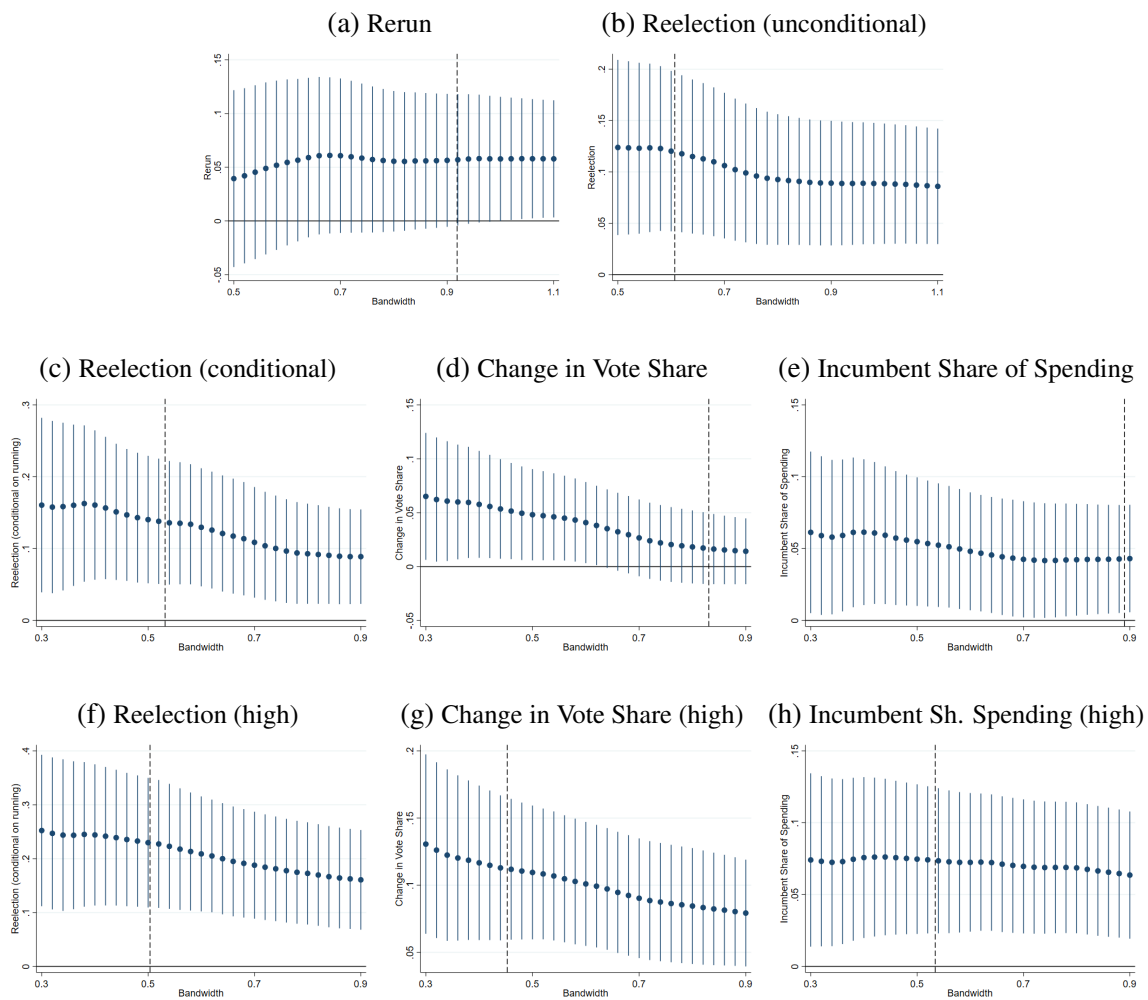 (a) Rerun
(b) Reelection (unconditional)
.15
.1
.05
0
-.05
Rerun
0.5 0.7 0.9 1.1
Bandwidth
.2
.15
.1
.05
0
Reelection
0.5 0.7 0.9 1.1
Bandwidth
(c) Reelection (conditional)
(d) Change in Vote Share
(e) Incumbent Share of Spending
.3
.2
.1
0
Reelection (conditional on running)
0.3 0.5 0.7 0.9
Bandwidth
.15
.1
.05
0
-.05
Change in Vote Share
0.3 0.5 0.7 0.9
Bandwidth
.15
.1
.05
0
Incumbent Share of Spending
0.3 0.5 0.7 0.9
Bandwidth
(f) Reelection (high)
(g) Change in Vote Share (high)
(h) Incumbent Sh. Spending (high)
.4
.3
.2
.1
0
Reelection (conditional on running)
0.3 0.5 0.7 0.9
Bandwidth
.2
.15
.1
.05
Change in Vote Share
0.3 0.5 0.7 0.9
Bandwidth
.15
.1
.05
0
Incumbent Share of Spending
0.3 0.5 0.7 0.9
Bandwidth